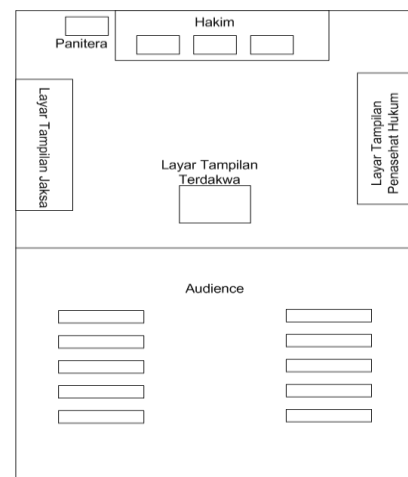 Hakim
Panitera
Layar Tampilan Jaksa
Layar Tampilan
Penasehat Hukum
Layar Tampilan
Terdakwa
Audience